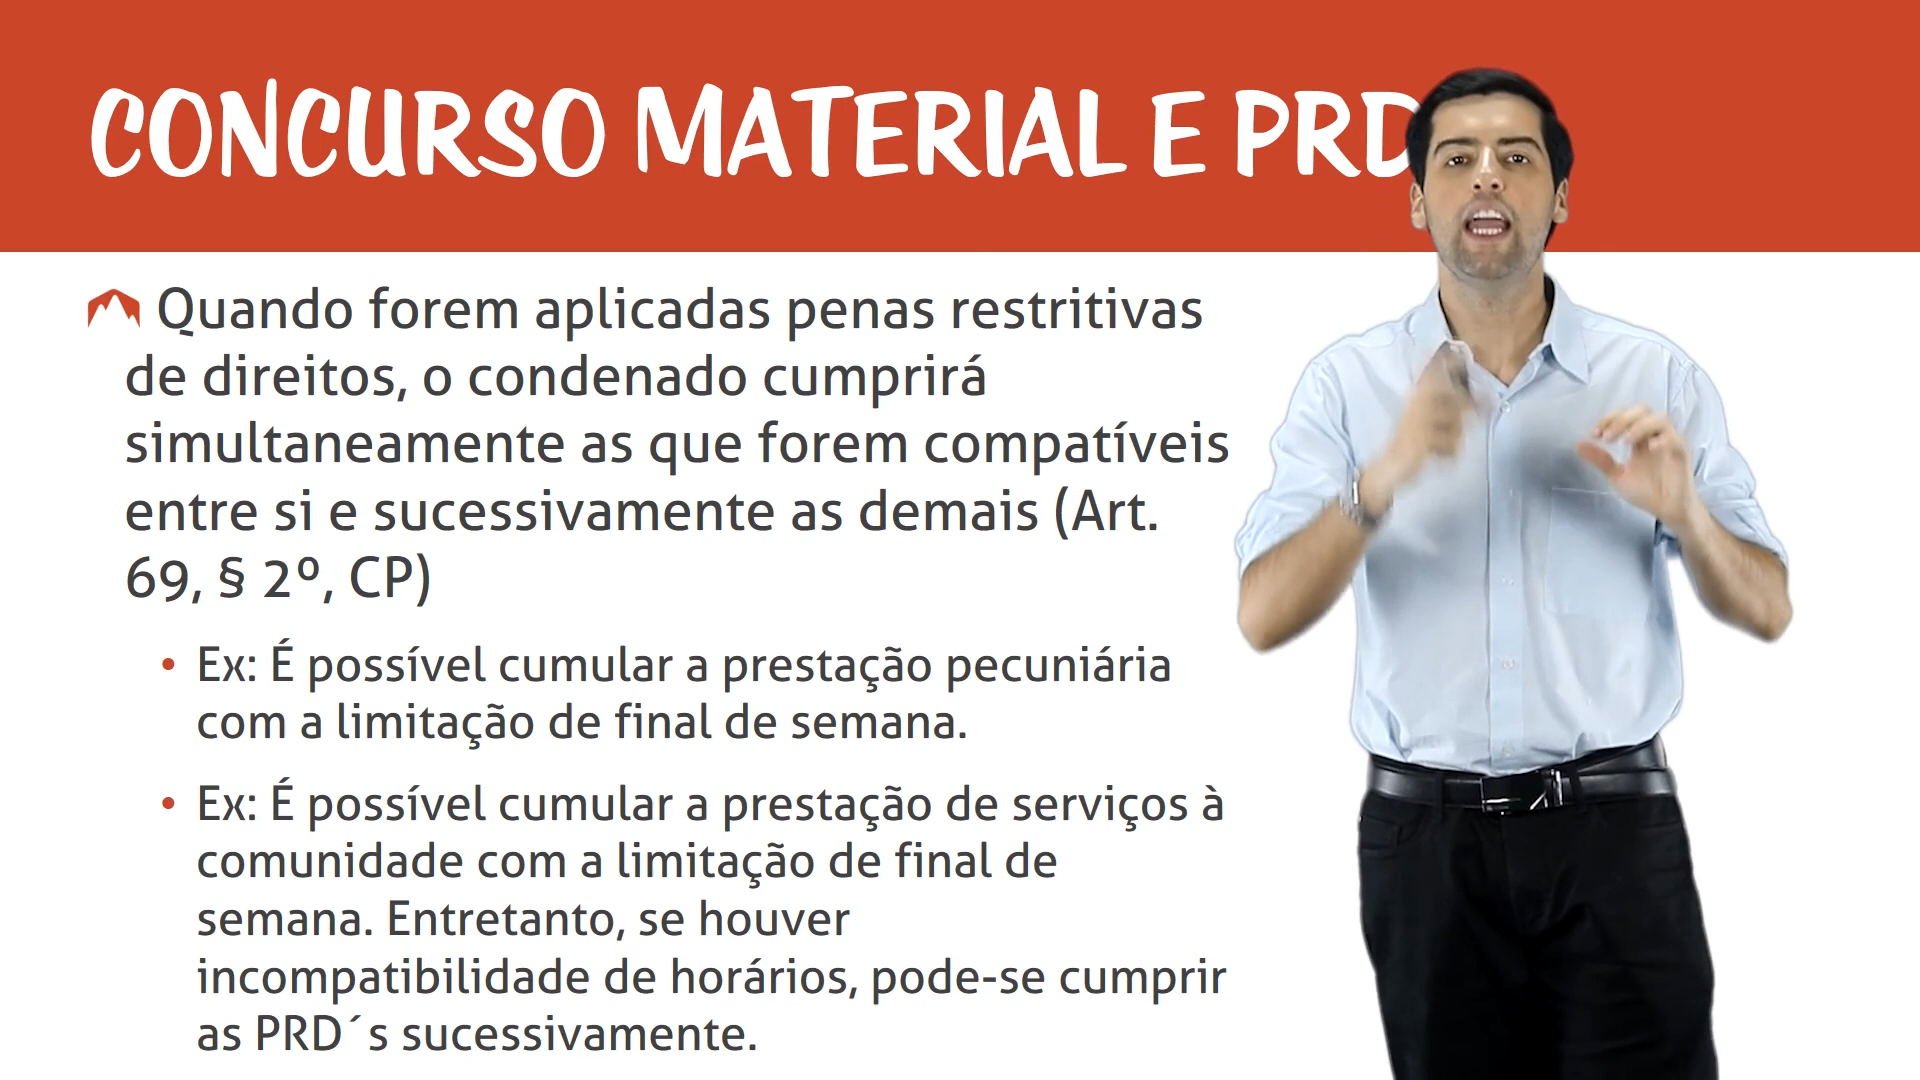 CONCURSO MATERIAL E PRD
Quando forem aplicadas penas restritivas
de direitos, o condenado cumprirá
simultaneamente as que forem compatíveis
entre si e sucessivamente as demais (Art.
69, § 2º, CP)
• Ex: É possível cumular a prestação pecuniária
com a limitação de final de semana.
• Ex: É possível cumular a prestação de serviços à
comunidade com a limitação de final de
semana. Entretanto, se houver
incompatibilidade de horários, pode-se cumprir
as PRD´s sucessivamente.